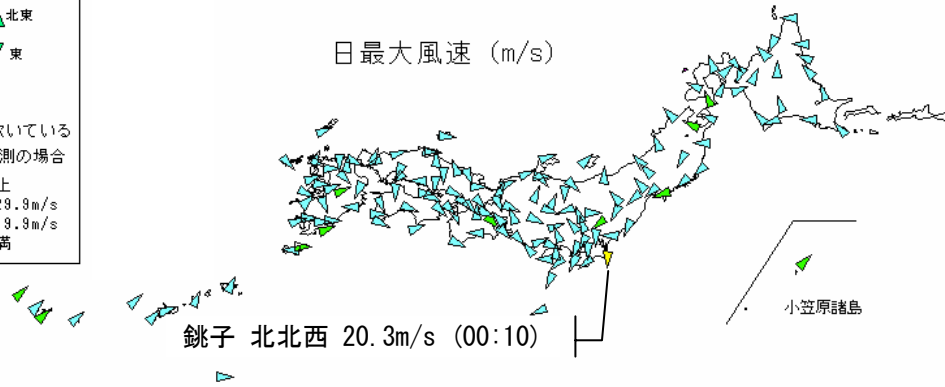 北東
東
日最大風速 (m/s)
吹いている
測の場合
上
29.9m/s
19.9m/s
満
小笠原諸島
銚子 北北西 20.3m/s (00:10)